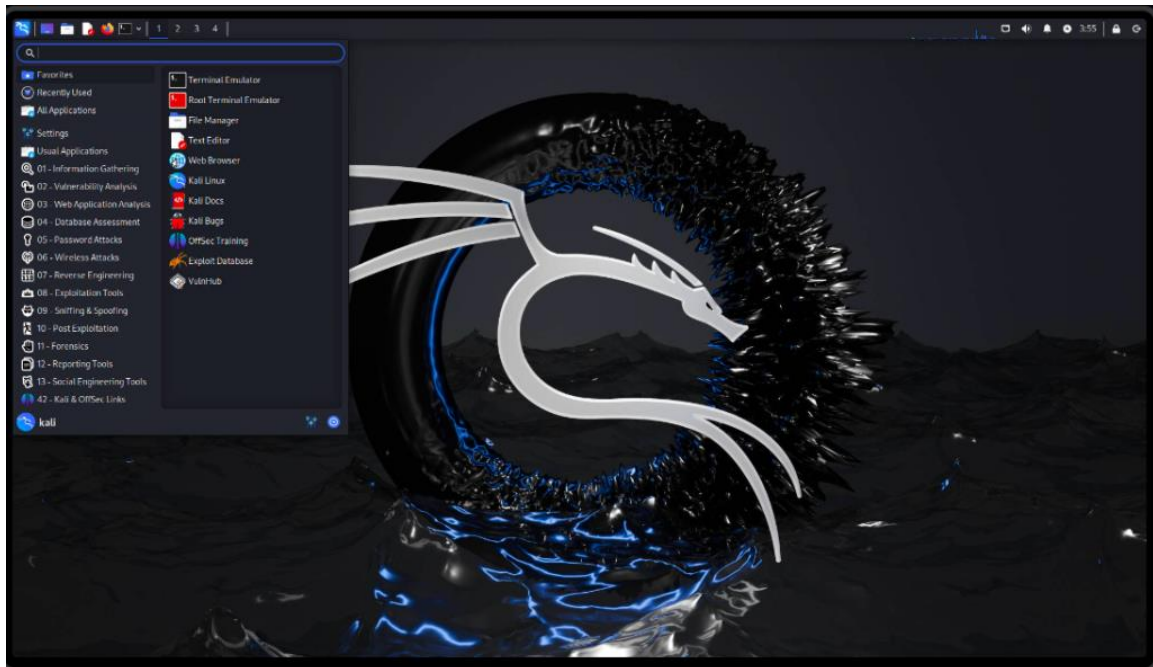 1 2 3 4
3:55
Favorites
Recently Used
All Applications
Settings
Usual Applications
01 - Information Gathering
02 - Vulnerability Analysis
03 - Web Application Analysis
04 - Database Assessment
05 - Password Attacks
06 - Wireless Attacks
07 - Reverse Engineering
08 - Exploitation Tools
09 - Sniffing & Spoofing
10 - Post Exploitation
11 - Forensics
12 - Reporting Tools
13 - Social Engineering Tools
42 - Kali & OffSec Links
Terminal Emulator
Root Terminal Emulator
File Manager
Text Editor
Web Browser
Kali Linux
Kali Docs
Kali Bugs
OffSec Training
Exploit Database
VulnHub
kali